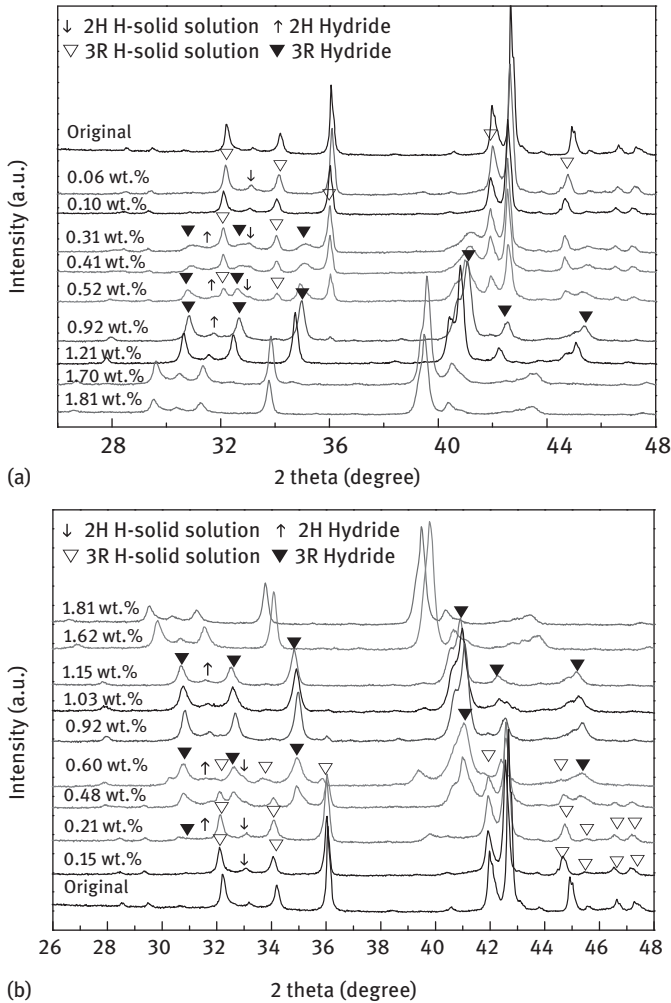 ↓ 2H H-solid solution ↑ 2H Hydride
▽ 3R H-solid solution ▼ 3R Hydride
Intensity (a.u.)
Original
0.06 wt.%
0.10 wt.%
0.31 wt.%
0.41 wt.%
0.52 wt.%
0.92 wt.%
1.21 wt.%
1.70 wt.%
1.81 wt.%
28 32 36 40 44 48
(a)
2 theta (degree)
↓ 2H H-solid solution ↑ 2H Hydride
▽ 3R H-solid solution ▼ 3R Hydride
Intensity (a.u.)
1.81 wt.%
1.62 wt.%
1.15 wt.%
1.03 wt.%
0.92 wt.%
0.60 wt.%
0.48 wt.%
0.21 wt.%
0.15 wt.%
Original
26 28 30 32 34 36 38 40 42 44 46 48
(b)
2 theta (degree)